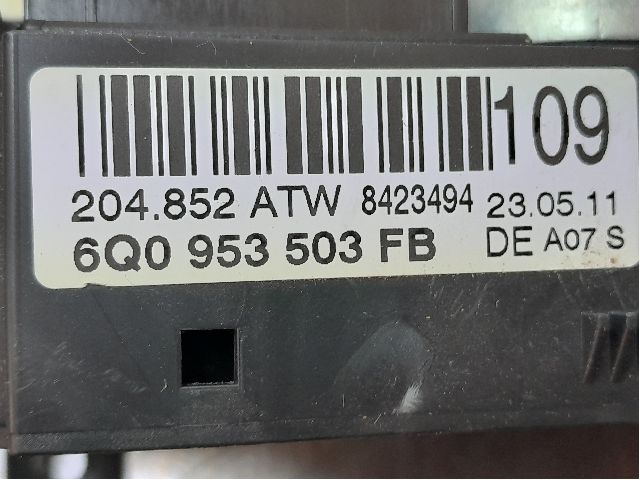 109
204.852 ATW 8423494 23.05.11
6Q0 953 503 FB DE A07 S